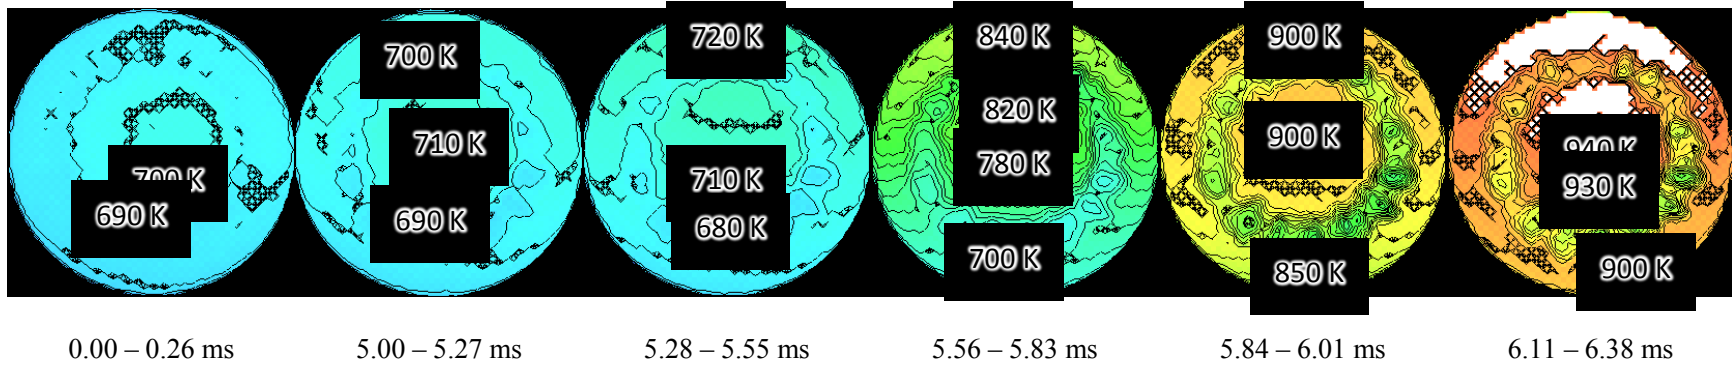 700 K
690 K
700 K
710 K
690 K
720 K
710 K
680 K
840 K
820 K
780 K
700 K
900 K
900 K
850 K
940 K
930 K
900 K
0.00 – 0.26 ms
5.00 – 5.27 ms
5.28 – 5.55 ms
5.56 – 5.83 ms
5.84 – 6.01 ms
6.11 – 6.38 ms